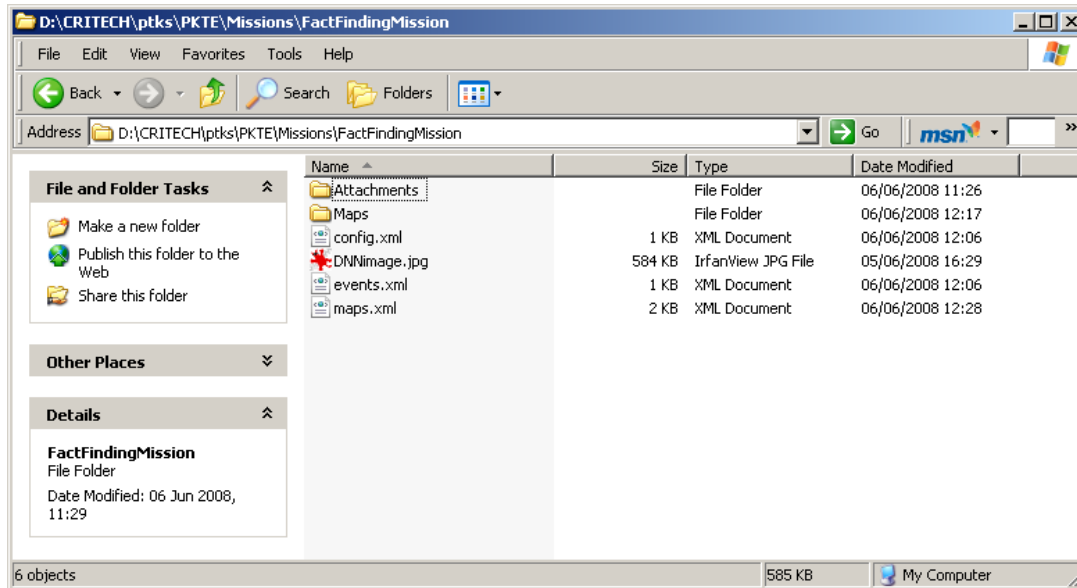 D:\CRITECH\ptks\PKTE\Missions\FactFindingMission
File Edit View Favorites Tools Help
Back Search Folders
Address D:\CRITECH\ptks\PKTE\Missions\FactFindingMission Go msn »
Name Size Type Date Modified
File and Folder Tasks
Make a new folder
Publish this folder to the
Web
Share this folder
Other Places
Details
FactFindingMission
File Folder
Date Modified: 06 Jun 2008,
11:29
Attachments File Folder 06/06/2008 11:26
Maps File Folder 06/06/2008 12:17
config.xml 1 KB XML Document 06/06/2008 12:06
DNNimage.jpg 584 KB IrfanView JPG File 05/06/2008 16:29
events.xml 1 KB XML Document 06/06/2008 12:06
maps.xml 2 KB XML Document 06/06/2008 12:28
6 objects 585 KB My Computer